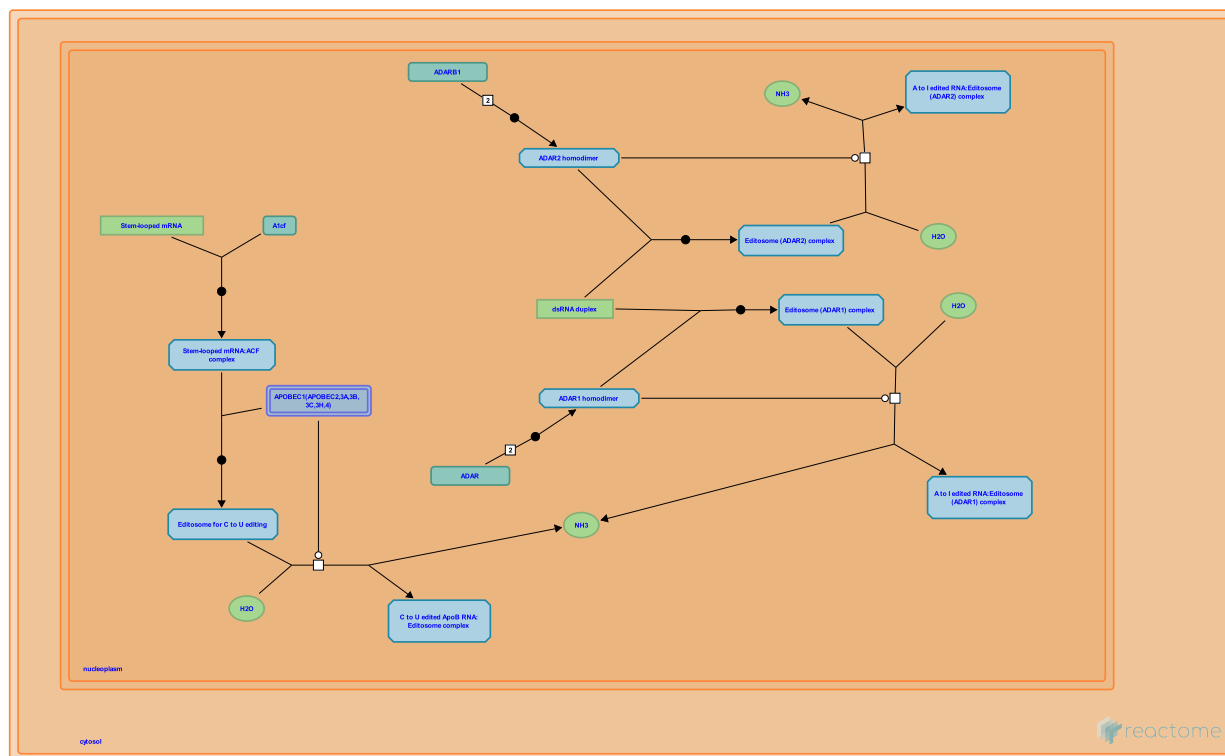 ADARB1
2
NH3
A to I edited RNA:Editosome
(ADAR2) complex
ADAR2 homodimer
Stem-looped mRNA
A1cf
Editosome (ADAR2) complex
H2O
dsRNA duplex
Editosome (ADAR1) complex
H2O
Stem-looped mRNA:ACF
complex
APOBEC1(APOBEC2,3A,3B,
3C,3H,4)
ADAR1 homodimer
2
ADAR
A to I edited RNA:Editosome
(ADAR1) complex
Editosome for C to U editing
NH3
H2O
C to U edited ApoB RNA:
Editosome complex
nucleoplasm
cytosol
reactome